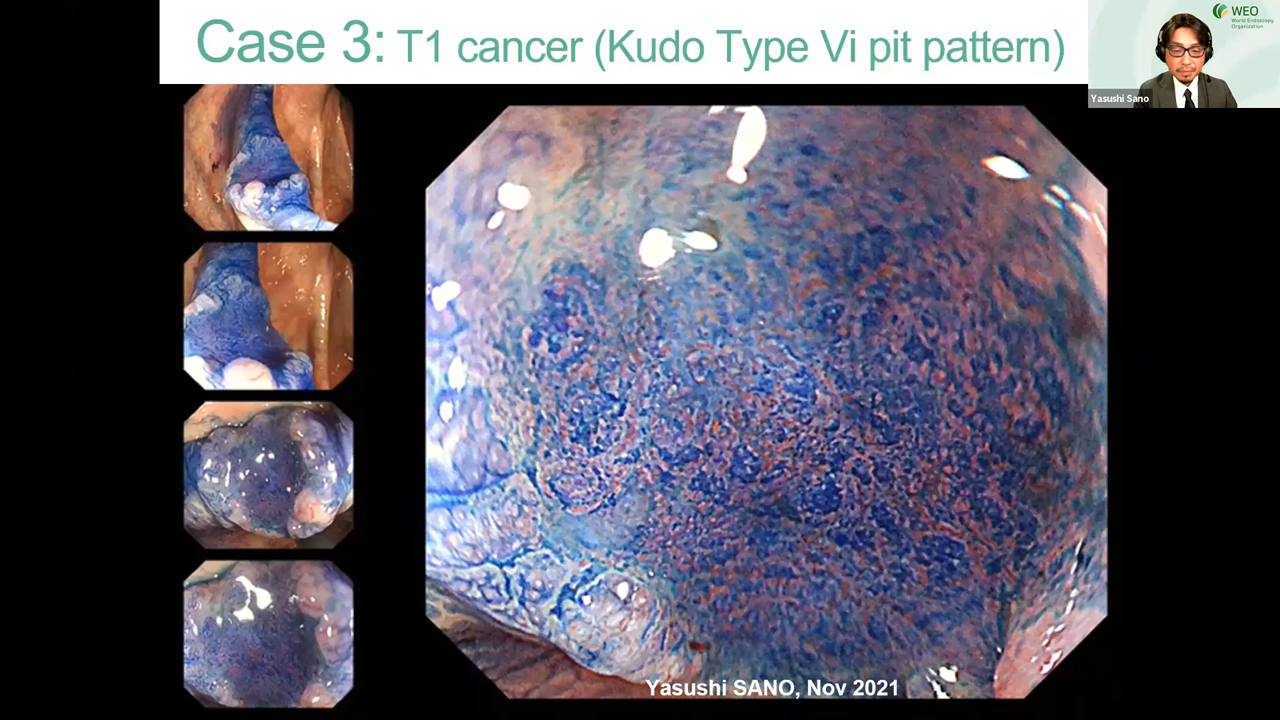 Case 3: T1 cancer (Kudo Type Vi pit pattern)
WEO
World Endoscopy
Organization
Yasushi Sano
Yasushi SANO, Nov 2021